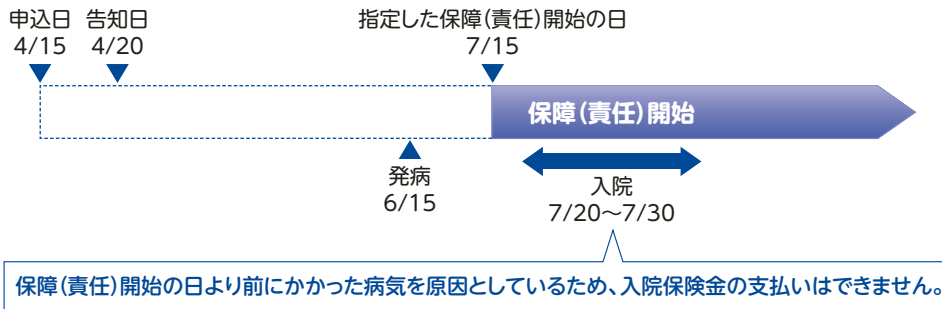 申込日 告知日 指定した保障(責任)開始の日
4/15 4/20 7/15
保障(責任)開始
発病
6/15
入院
7/20～7/30
保障(責任)開始の日より前にかかった病気を原因としているため、入院保険金の支払いはできません。